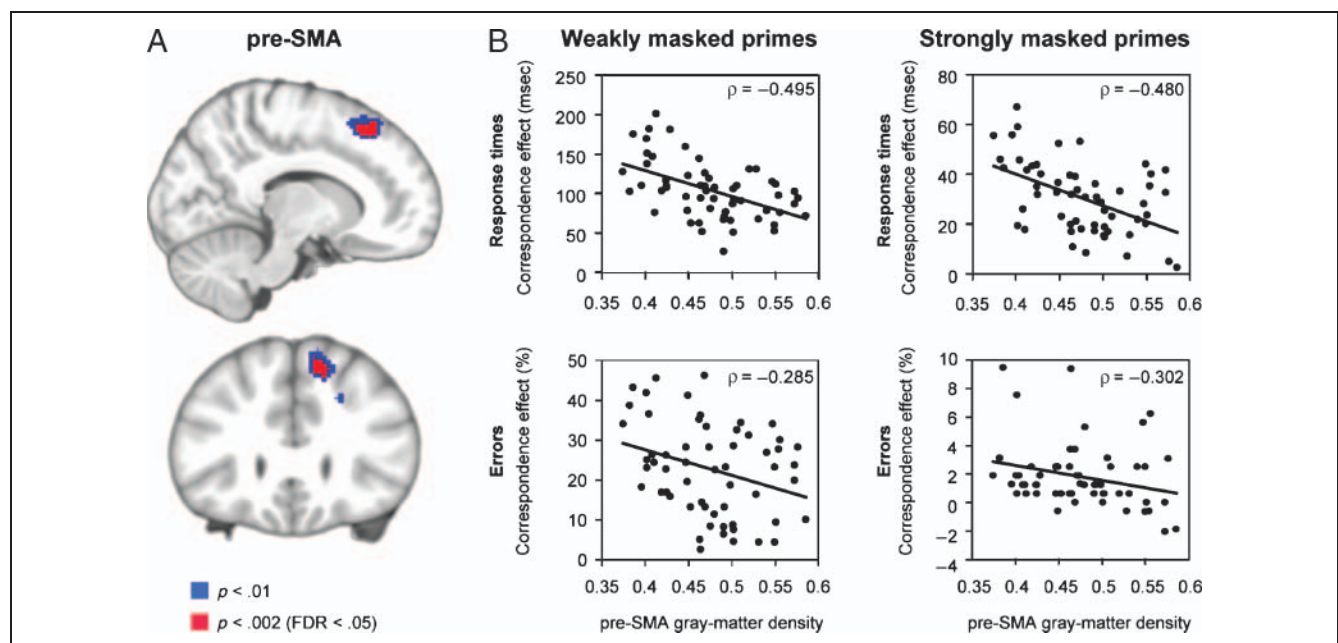 A
pre-SMA
p < .01
p < .002 (FDR < .05)
B
Weakly masked primes
Response times
Correspondence effect (msec)
ρ = −0.495
250
200
150
100
50
0
0.35 0.4 0.45 0.5 0.55 0.6
Strongly masked primes
Response times
Correspondence effect (msec)
ρ = −0.480
80
60
40
20
0
0.35 0.4 0.45 0.5 0.55 0.6
Errors
Correspondence effect (%)
ρ = −0.285
50
40
30
20
10
0
0.35 0.4 0.45 0.5 0.55 0.6
pre-SMA gray-matter density
Errors
Correspondence effect (%)
ρ = −0.302
10
8
6
4
2
0
−2
−4
0.35 0.4 0.45 0.5 0.55 0.6
pre-SMA gray-matter density